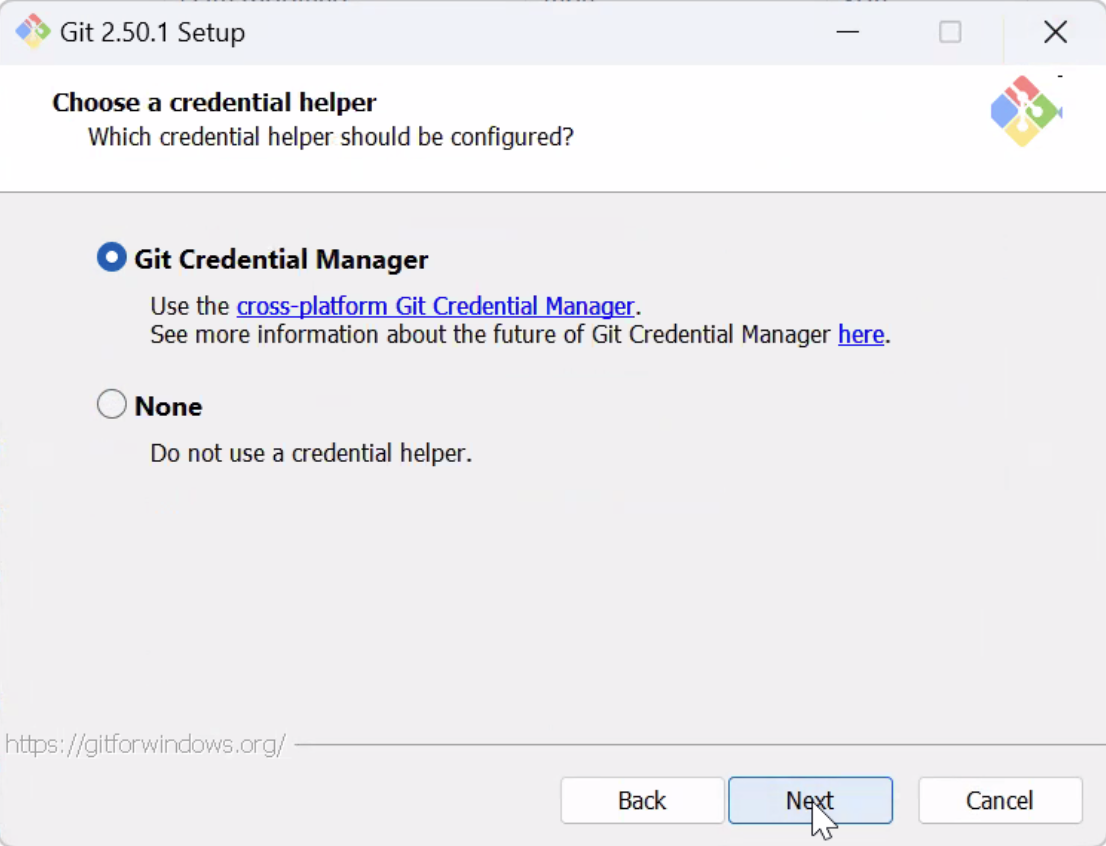 Git 2.50.1 Setup
Choose a credential helper
Which credential helper should be configured?
Git Credential Manager
Use the cross-platform Git Credential Manager.
See more information about the future of Git Credential Manager here.
None
Do not use a credential helper.
https://gitforwindows.org/
Back
Next
Cancel